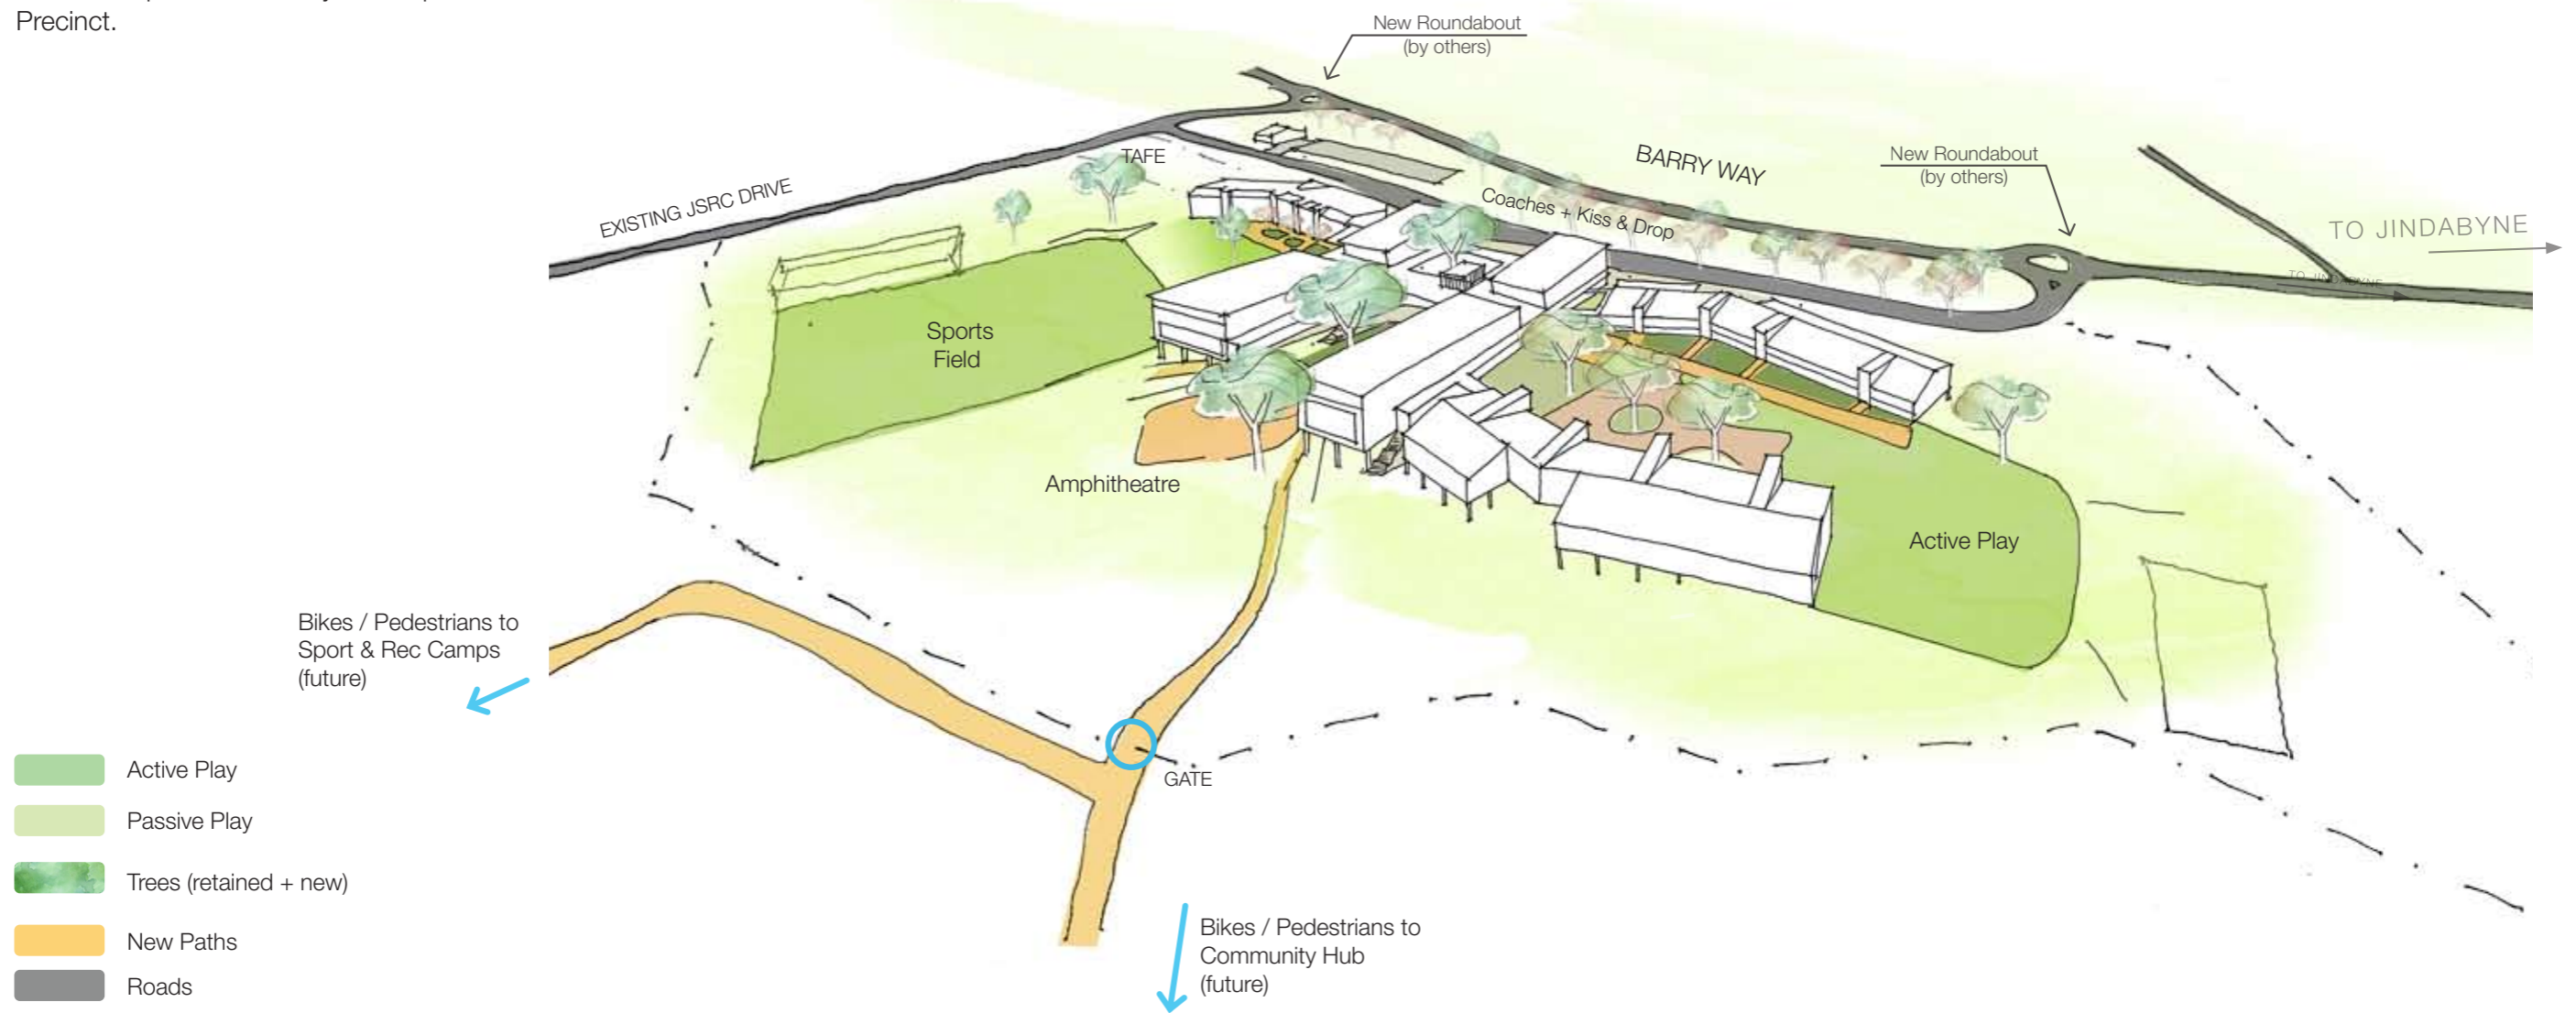 Precinct.
New Roundabout
(by others)
BARRY WAY
New Roundabout
(by others)
TAFE
EXISTING JSRC DRIVE
Coaches + Kiss & Drop
TO JINDABYNE
TO JINDABYNE
Sports
Field
Amphitheatre
Active Play
Bikes / Pedestrians to
Sport & Rec Camps
(future)
GATE
Active Play
Passive Play
Trees (retained + new)
New Paths
Roads
Bikes / Pedestrians to
Community Hub
(future)